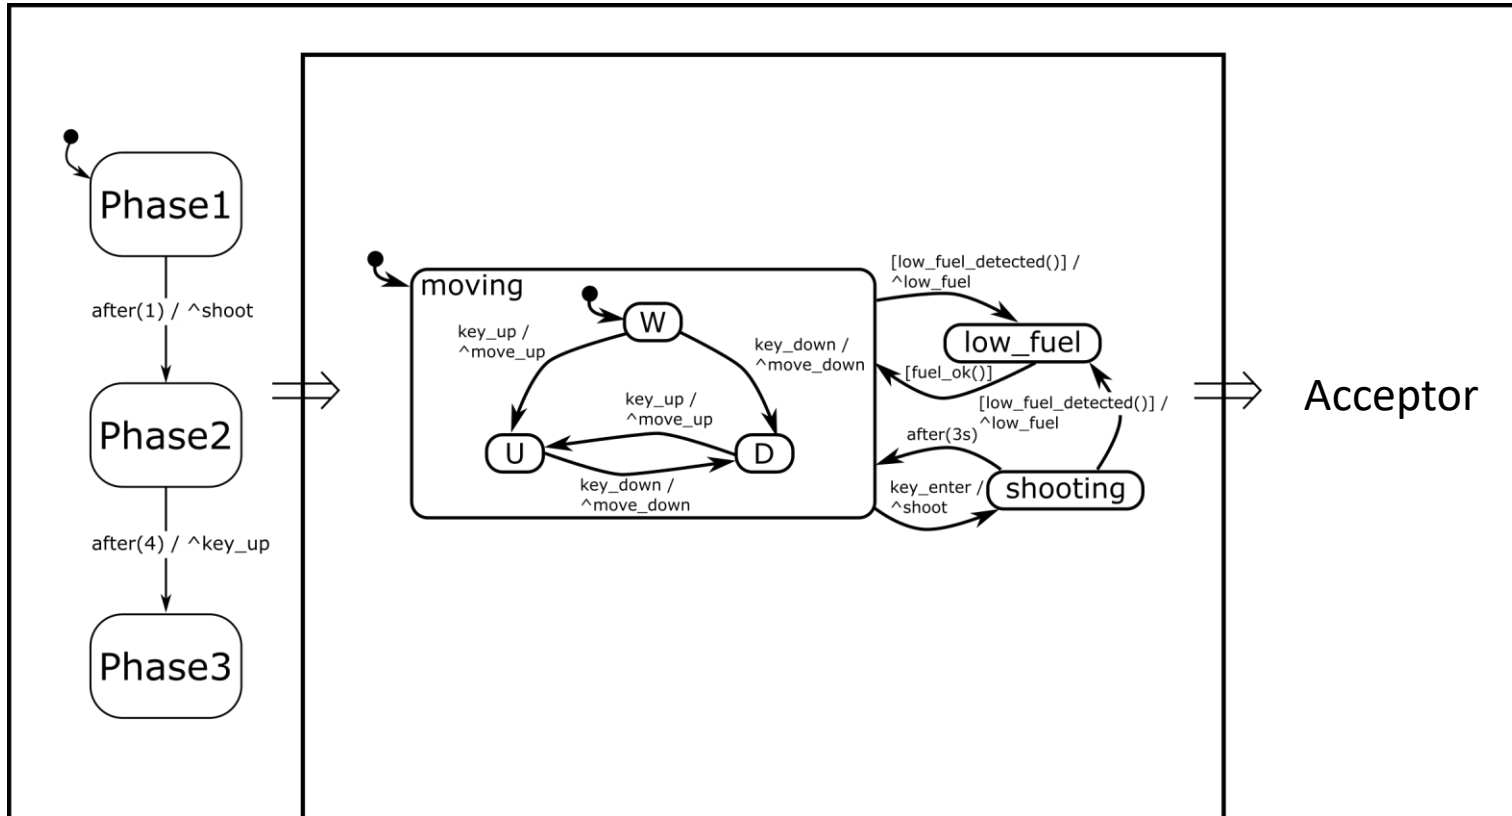 Phase1
after(1) / ^shoot
Phase2
after(4) / ^key_up
Phase3
moving
W
key_up /
^move_up
key_down /
^move_down
key_up /
^move_up
U
D
key_down /
^move_down
[low_fuel_detected()] /
^low_fuel
low_fuel
[fuel_ok()]
[low_fuel_detected()] /
^low_fuel
after(3s)
key_enter /
^shoot
shooting
Acceptor